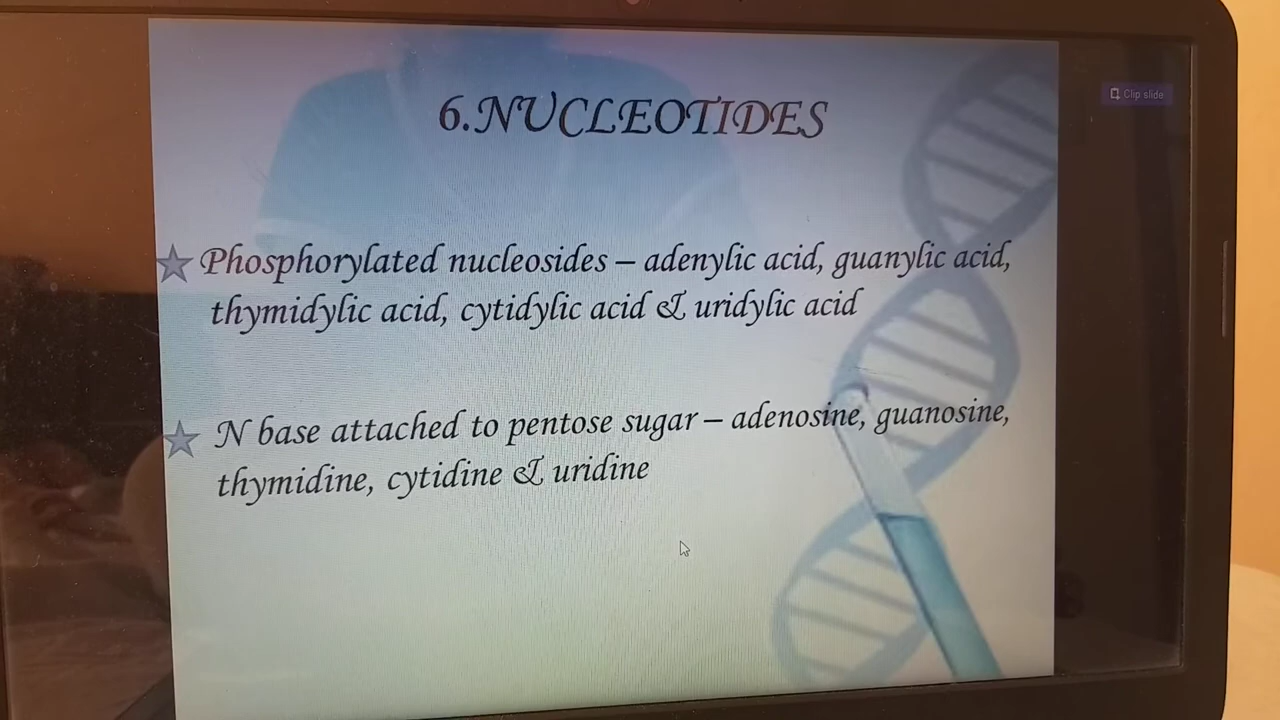 6.NUCLEOTIDES
Clip slide
Phosphorylated nucleosides – adenylic acid, guanylic acid,
thymidylic acid, cytidylic acid & uridylic acid
N base attached to pentose sugar – adenosine, guanosine,
thymidine, cytidine & uridine